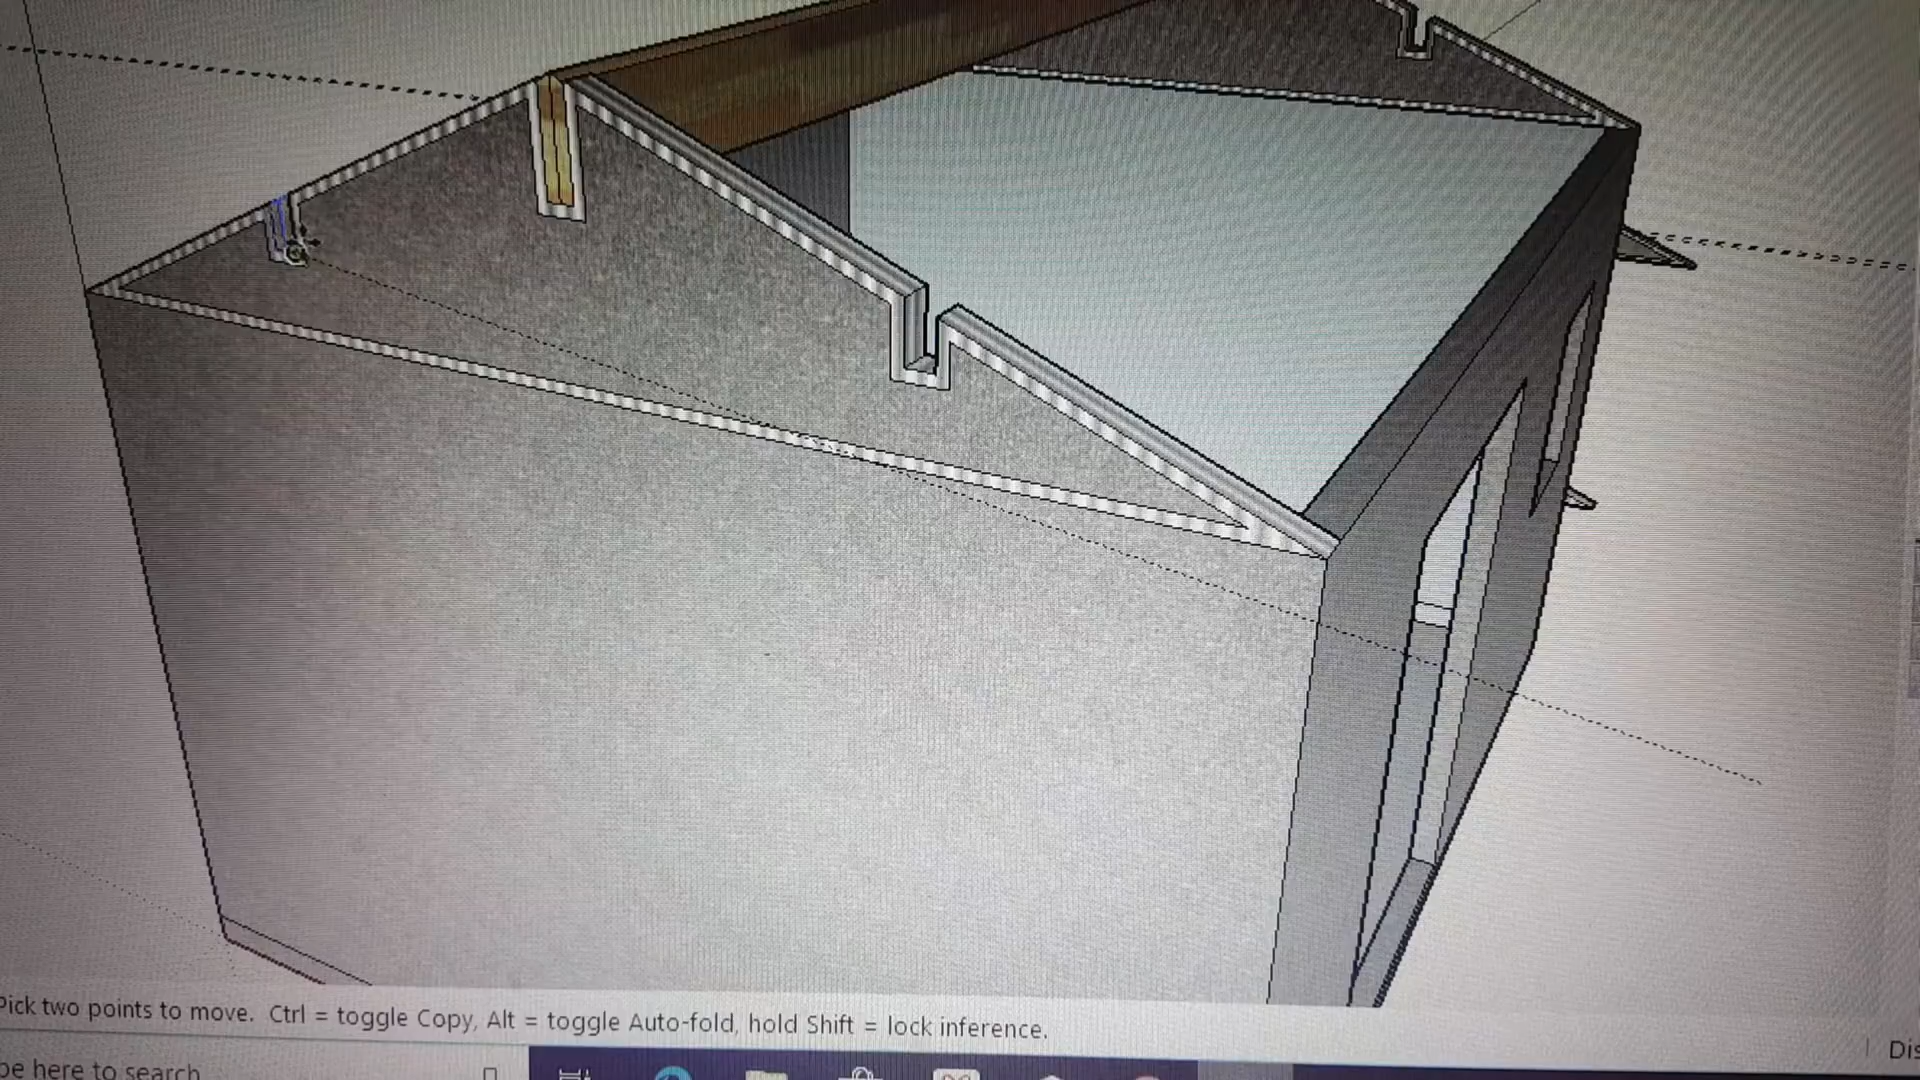 Pick two points to move. Ctrl = toggle Copy, Alt = toggle Auto-fold, hold Shift = lock inference.
here to search